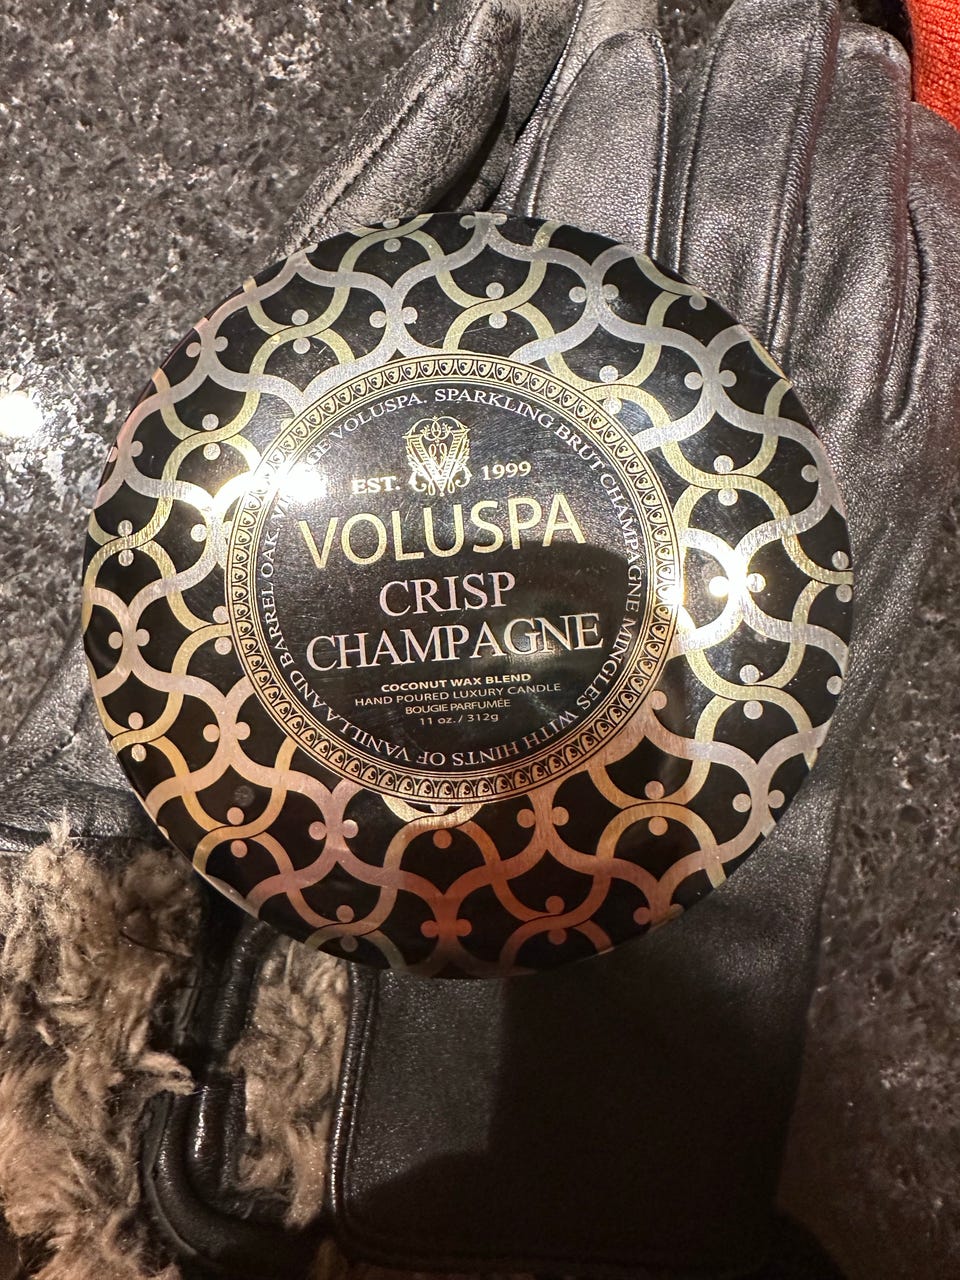 EST. 1999
VOLUSPA
CRISP
CHAMPAGNE
COCONUT WAX BLEND
HAND POURED LUXURY CANDLE
BOUGIE PARFUMÉE
11 oz. / 312g
VOLUSPA. SPARKLING BRUT CHAMPAGNE MINGLES WITH HINTS OF VANILLA AND BARREL OAK.